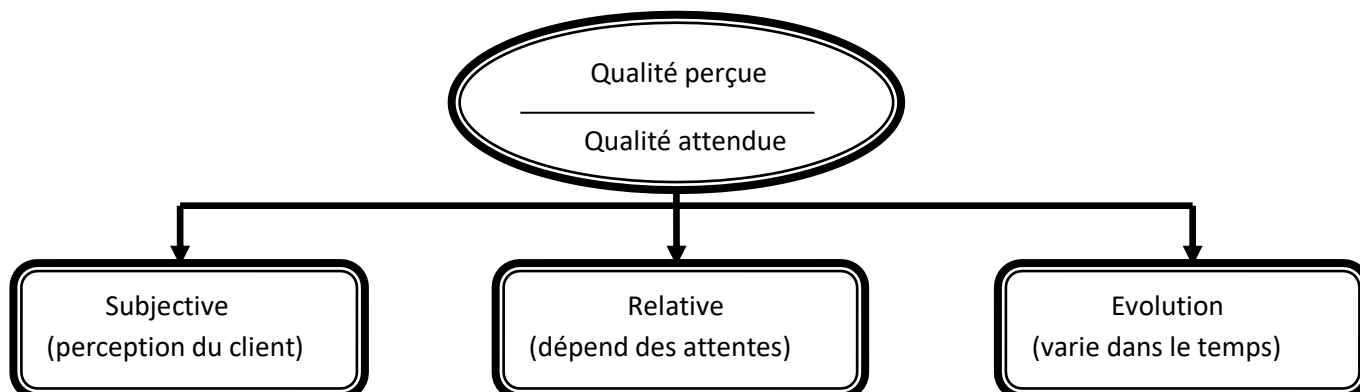 Qualité perçue
Qualité attendue
Subjective
(perception du client)
Relative
(dépend des attentes)
Evolution
(varie dans le temps)